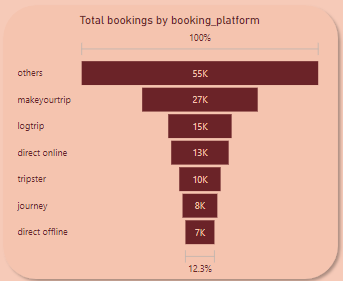 Total bookings by booking_platform
100%
others 55K
makeyourtrip 27K
logtrip 15K
direct online 13K
tripster 10K
journey 8K
direct offline 7K
12.3%